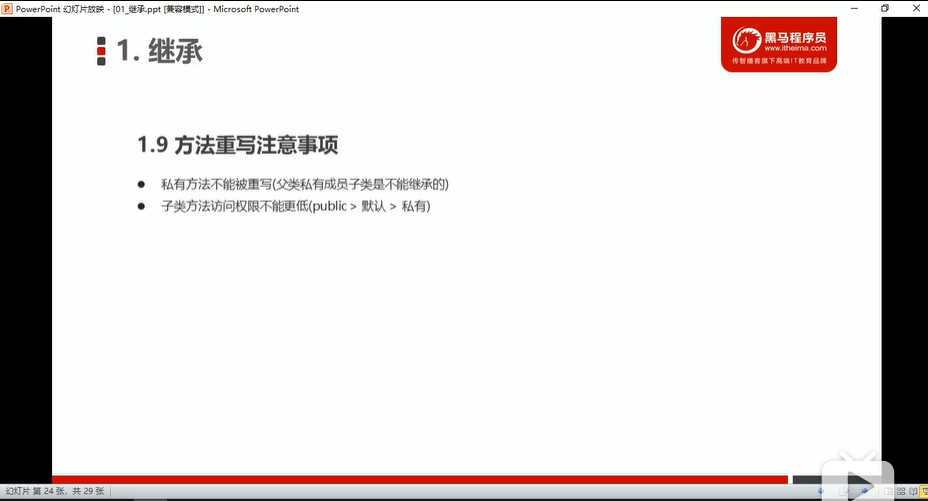 PowerPoint 幻灯片放映 - [01_继承.ppt [兼容模式]] - Microsoft PowerPoint
1. 继承
黑马程序员
www.itheima.com
传智播客旗下高端IT教育品牌
1.9 方法重写注意事项
● 私有方法不能被重写(父类私有成员子类是不能继承的)
● 子类方法访问权限不能更低(public > 默认 > 私有)
幻灯片 第 24 张，共 29 张